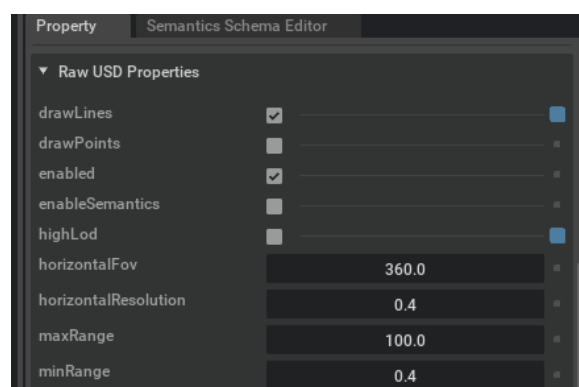 Property Semantics Schema Editor
Raw USD Properties
drawLines
drawPoints
enabled
enableSemantics
highLod
horizontalFov 360.0
horizontalResolution 0.4
maxRange 100.0
minRange 0.4